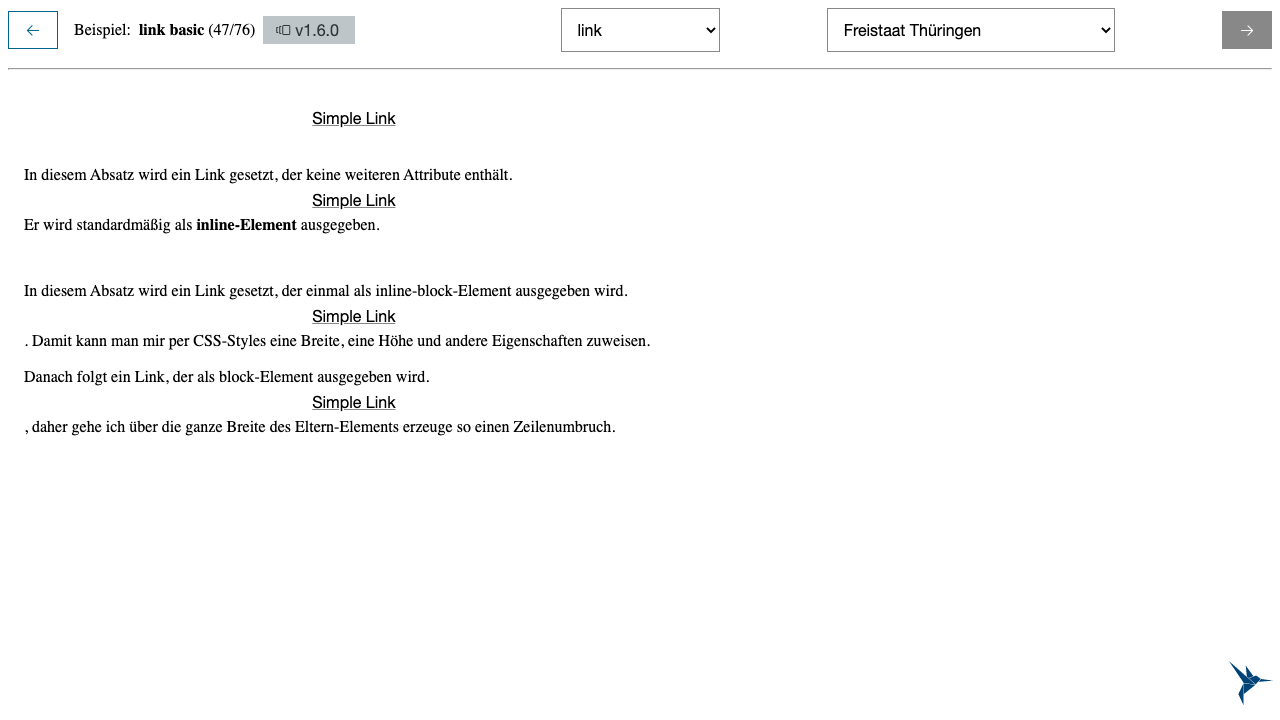 Beispiel: link basic (47/76) v1.6.0 link Freistaat Thüringen
Simple Link
In diesem Absatz wird ein Link gesetzt, der keine weiteren Attribute enthält.
Simple Link
Er wird standardmäßig als inline-Element ausgegeben.
In diesem Absatz wird ein Link gesetzt, der einmal als inline-block-Element ausgegeben wird.
Simple Link
. Damit kann man mir per CSS-Styles eine Breite, eine Höhe und andere Eigenschaften zuweisen.
Danach folgt ein Link, der als block-Element ausgegeben wird.
Simple Link
, daher gehe ich über die ganze Breite des Eltern-Elements erzeuge so einen Zeilenumbruch.